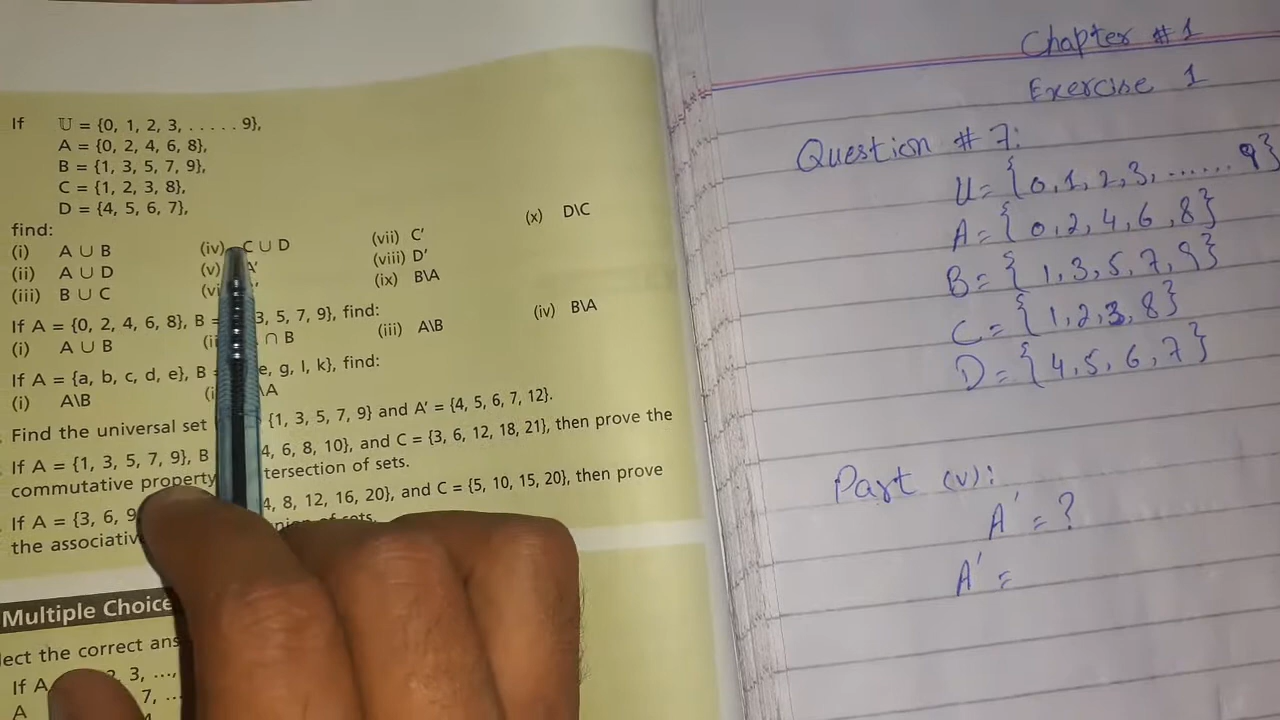 If U = {0, 1, 2, 3, . . . . . 9},
A = {0, 2, 4, 6, 8},
B = {1, 3, 5, 7, 9},
C = {1, 2, 3, 8},
D = {4, 5, 6, 7},
find:
(i) A ∪ B (iv) C ∪ D (vii) C′ (x) D\C
(ii) A ∪ D (v) A′ (viii) D′
(iii) B ∪ C (ix) B\A
If A = {0, 2, 4, 6, 8}, B = 3, 5, 7, 9}, find:
(i) A ∪ B ∩ B (iii) A\B (iv) B\A
If A = {a, b, c, d, e}, B = e, g, l, k}, find:
(i) A\B \A
Find the universal set {1, 3, 5, 7, 9} and A′ = {4, 5, 6, 7, 12}.
If A = {1, 3, 5, 7, 9}, B 4, 6, 8, 10}, and C = {3, 6, 12, 18, 21}, then prove the
commutative property tersection of sets.
If A = {3, 6, 9 4, 8, 12, 16, 20}, and C = {5, 10, 15, 20}, then prove
the associativ of sets.
Multiple Choice
lect the correct ans
If A 2, 3, ...,
A 7,
Chapter # 1
Exercise 1
Question # 7:
U = {0, 1, 2, 3, ...... 9}
A = {0, 2, 4, 6, 8}
B = {1, 3, 5, 7, 9}
C = {1, 2, 3, 8}
D = {4, 5, 6, 7}
Part (v):
A′ = ?
A′ =